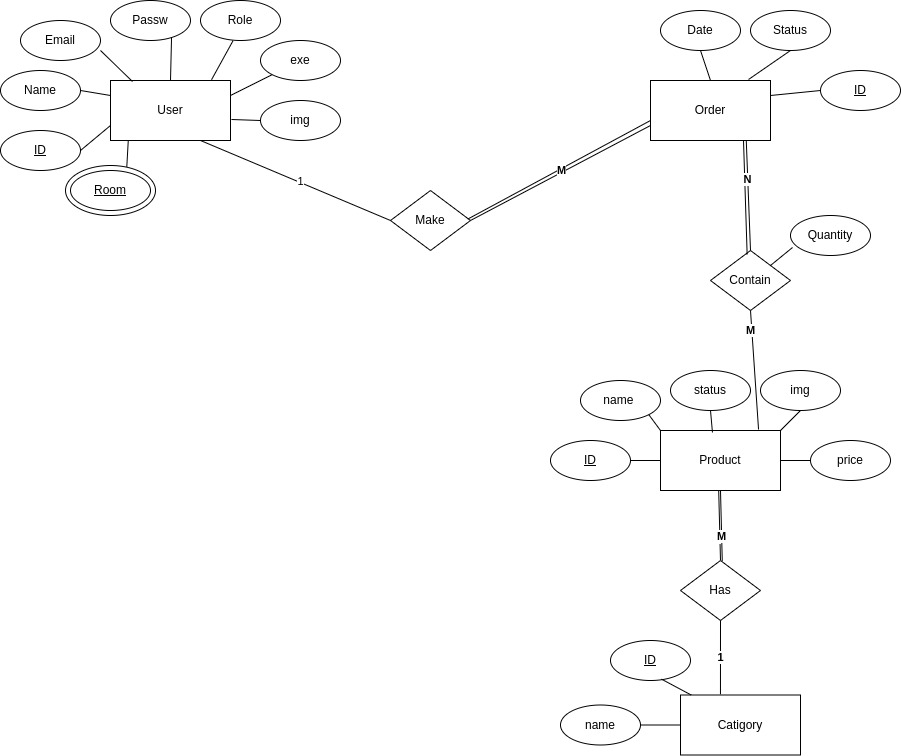 Passw
Role
Date
Status
Email
exe
Name
User
Order
ID
img
ID
1
M
N
Room
Make
Quantity
Contain
M
name
status
img
ID
Product
price
M
Has
ID
1
name
Catigory